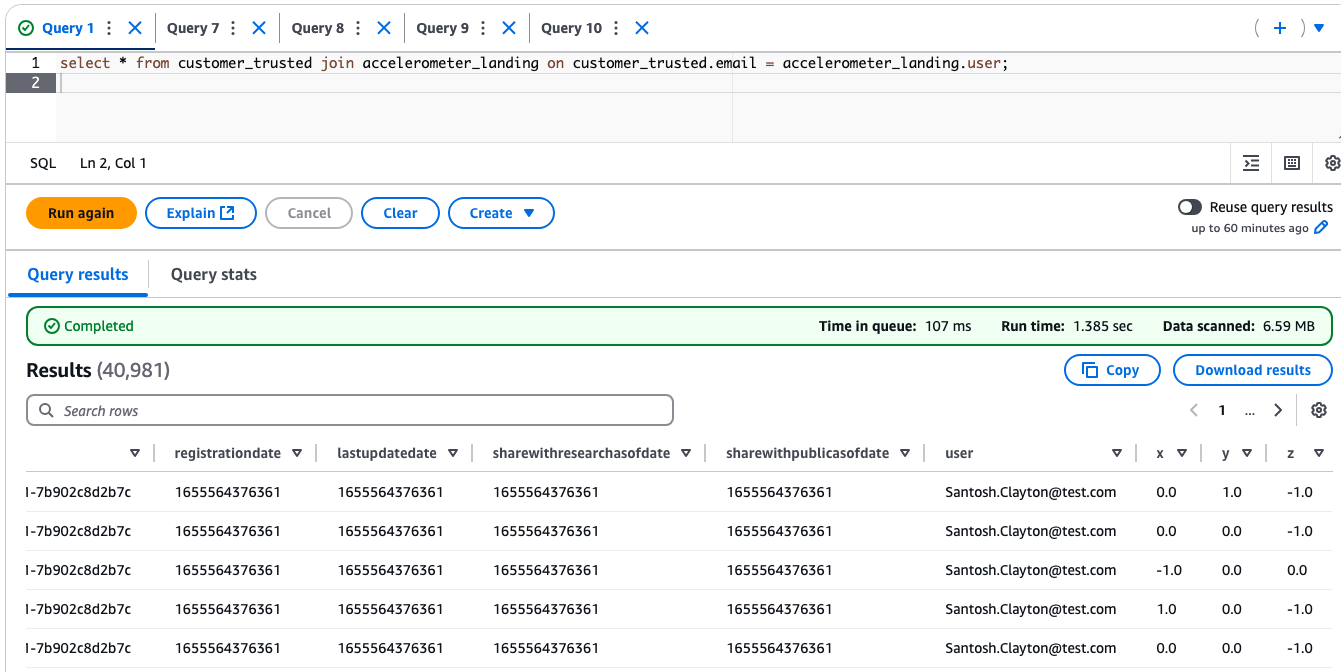 Query 1 Query 7 Query 8 Query 9 Query 10
1 select * from customer_trusted join accelerometer_landing on customer_trusted.email = accelerometer_landing.user;
2
SQL Ln 2, Col 1
Run again Explain Cancel Clear Create Reuse query results
up to 60 minutes ago
Query results Query stats
Completed Time in queue: 107 ms Run time: 1.385 sec Data scanned: 6.59 MB
Results (40,981) Copy Download results
Search rows 1 ...
registrationdate lastupdatedate sharewithresearchasofdate sharewithpublicasofdate user x y z
-7b902c8d2b7c 1655564376361 1655564376361 1655564376361 1655564376361 Santosh.Clayton@test.com 0.0 1.0 -1.0
-7b902c8d2b7c 1655564376361 1655564376361 1655564376361 1655564376361 Santosh.Clayton@test.com 0.0 0.0 -1.0
-7b902c8d2b7c 1655564376361 1655564376361 1655564376361 1655564376361 Santosh.Clayton@test.com -1.0 0.0 0.0
-7b902c8d2b7c 1655564376361 1655564376361 1655564376361 1655564376361 Santosh.Clayton@test.com 1.0 0.0 -1.0
-7b902c8d2b7c 1655564376361 1655564376361 1655564376361 1655564376361 Santosh.Clayton@test.com 0.0 0.0 -1.0